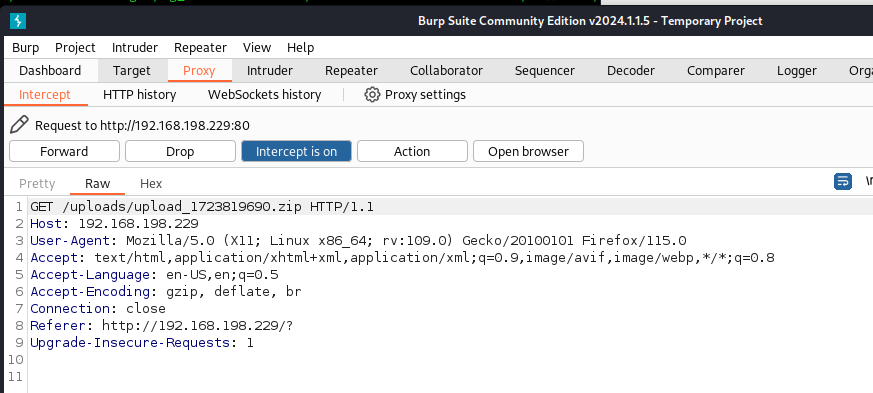 Burp Suite Community Edition v2024.1.1.5 - Temporary Project
Burp Project Intruder Repeater View Help
Dashboard Target Proxy Intruder Repeater Collaborator Sequencer Decoder Comparer Logger
Intercept HTTP history WebSockets history Proxy settings
Request to http://192.168.198.229:80
Forward Drop Intercept is on Action Open browser
Pretty Raw Hex
1 GET /uploads/upload_1723819690.zip HTTP/1.1
2 Host: 192.168.198.229
3 User-Agent: Mozilla/5.0 (X11; Linux x86_64; rv:109.0) Gecko/20100101 Firefox/115.0
4 Accept: text/html,application/xhtml+xml,application/xml;q=0.9,image/avif,image/webp,*/*;q=0.8
5 Accept-Language: en-US,en;q=0.5
6 Accept-Encoding: gzip, deflate, br
7 Connection: close
8 Referer: http://192.168.198.229/?
9 Upgrade-Insecure-Requests: 1
10
11